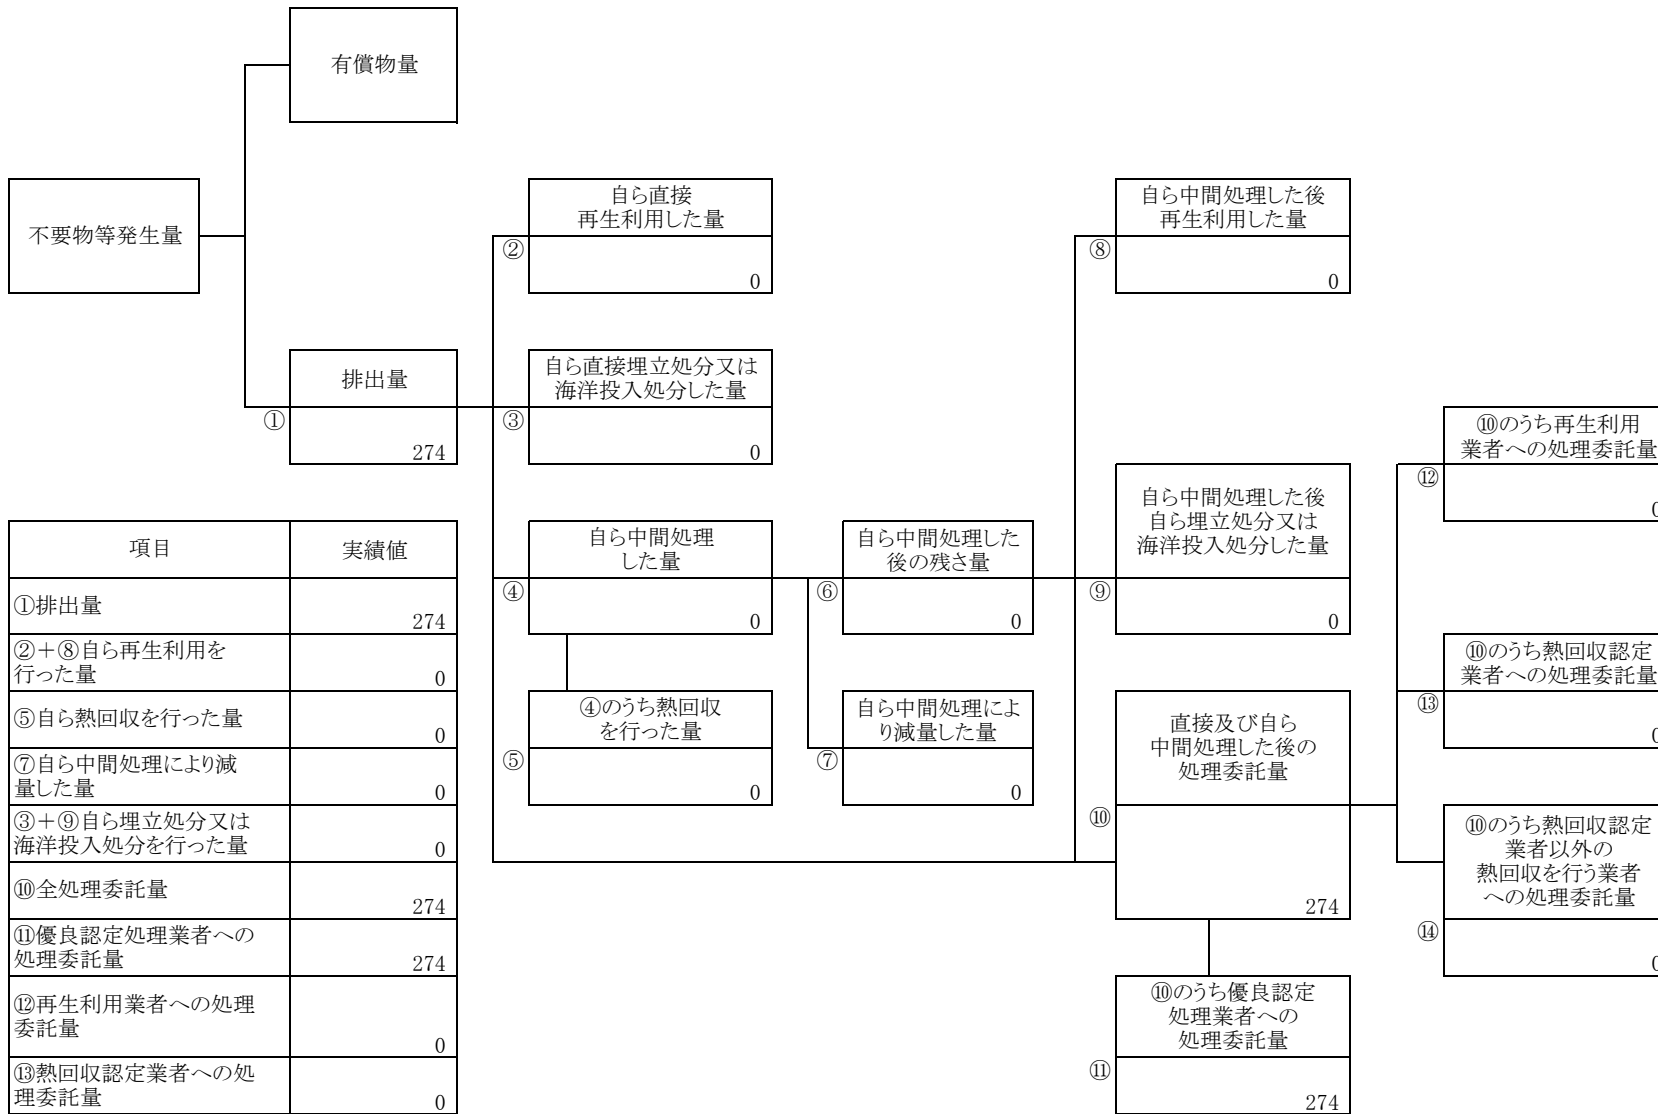 有償物量
不要物等発生量
排出量
①
274
自ら直接
再生利用した量
②
0
自ら直接埋立処分又は
海洋投入処分した量
③
0
自ら中間処理
した量
④
0
④のうち熱回収
を行った量
⑤
0
自ら中間処理した
後の残さ量
⑥
0
自ら中間処理によ
り減量した量
⑦
0
自ら中間処理した後
再生利用した量
⑧
0
自ら中間処理した後
自ら埋立処分又は
海洋投入処分した量
⑨
0
直接及び自ら
中間処理した後の
処理委託量
⑩
274
⑩のうち優良認定
処理業者への
処理委託量
⑪
274
⑩のうち再生利用
業者への処理委託量
⑫
0
⑩のうち熱回収認定
業者への処理委託量
⑬
0
⑩のうち熱回収認定
業者以外の
熱回収を行う業者
への処理委託量
⑭
0
項目 実績値
①排出量 274
②+⑧自ら再生利用を
行った量 0
⑤自ら熱回収を行った量 0
⑦自ら中間処理により減
量した量 0
③+⑨自ら埋立処分又は
海洋投入処分を行った量 0
⑩全処理委託量 274
⑪優良認定処理業者への
処理委託量 274
⑫再生利用業者への処理
委託量 0
⑬熱回収認定業者への処
理委託量 0